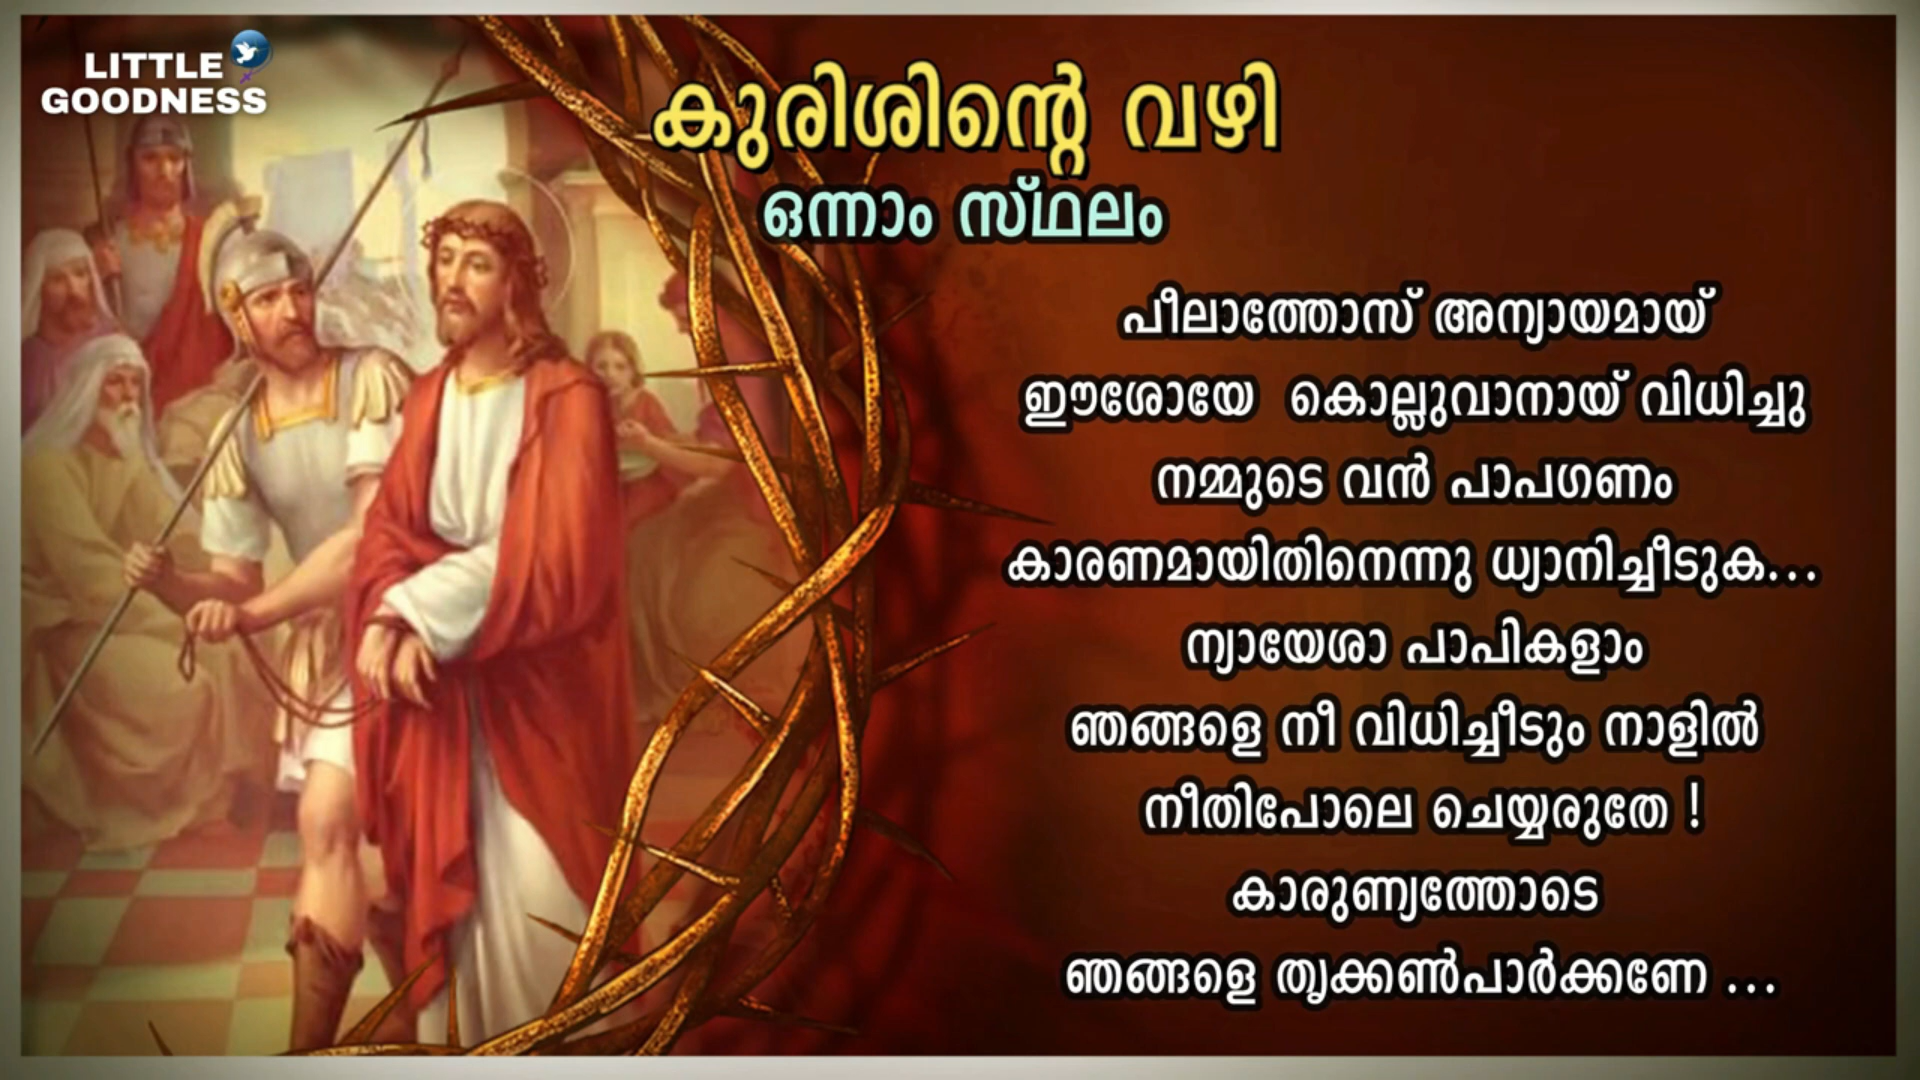 LITTLE
GOODNESS
കുരിശിന്റെ വഴി
ഒന്നാം സ്ഥലം
പീലാത്തോസ് അന്യായമായ്
ഈശോയേ കൊല്ലുവാനായ് വിധിച്ചു
നമ്മുടെ വൻ പാപഗണം
കാരണമായിതിനെന്നു ധ്യാനിച്ചീടുക...
ന്യായേശാ പാപികളാം
ഞങ്ങളെ നീ വിധിച്ചീടും നാളിൽ
നീതിപോലെ ചെയ്യരുതേ !
കാരുണ്യത്തോടെ
ഞങ്ങളെ തൃക്കൺപാർക്കണേ ...